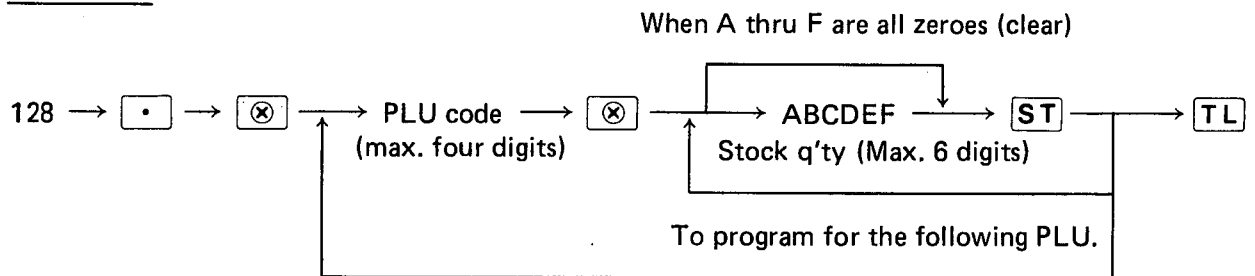 When A thru F are all zeroes (clear)
128 → [•] → [⊗] → PLU code → [⊗] → ABCDEF → [ST] → [TL]
(max. four digits) Stock q'ty (Max. 6 digits)
To program for the following PLU.